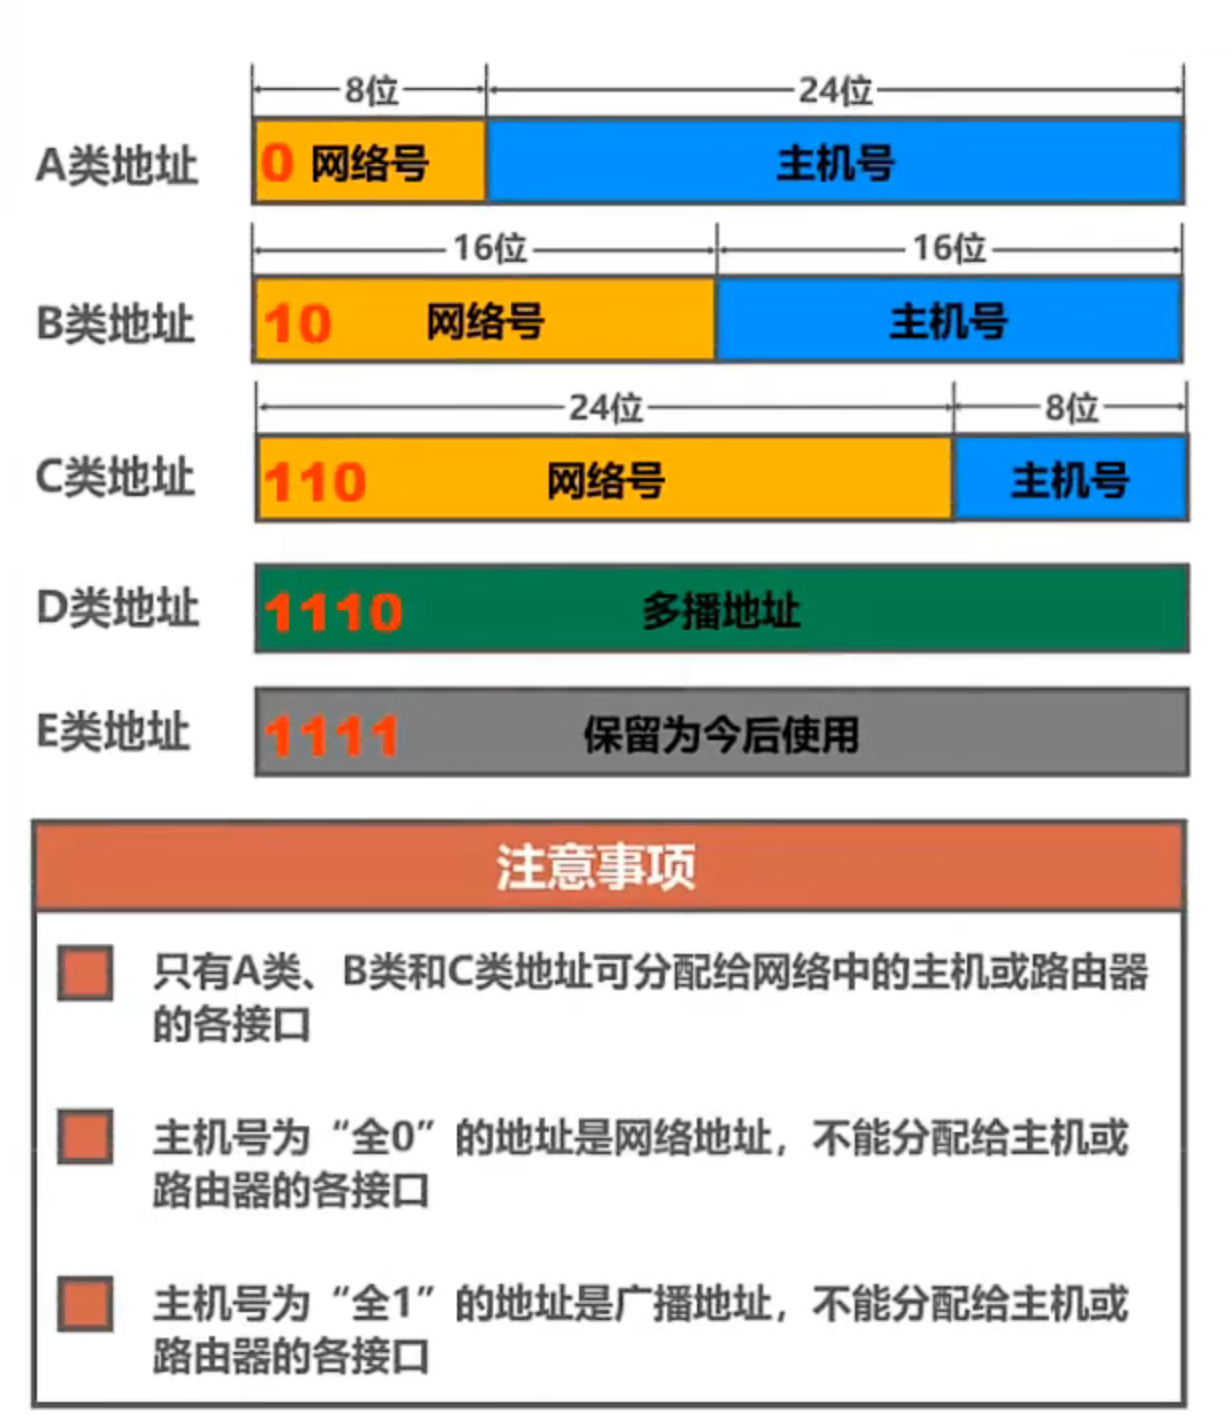 8位 24位
A类地址 0 网络号 主机号
16位 16位
B类地址 10 网络号 主机号
24位 8位
C类地址 110 网络号 主机号
D类地址 1110 多播地址
E类地址 1111 保留为今后使用
注意事项
只有A类、B类和C类地址可分配给网络中的主机或路由器
的各接口
主机号为“全0”的地址是网络地址，不能分配给主机或
路由器的各接口
主机号为“全1”的地址是广播地址，不能分配给主机或
路由器的各接口